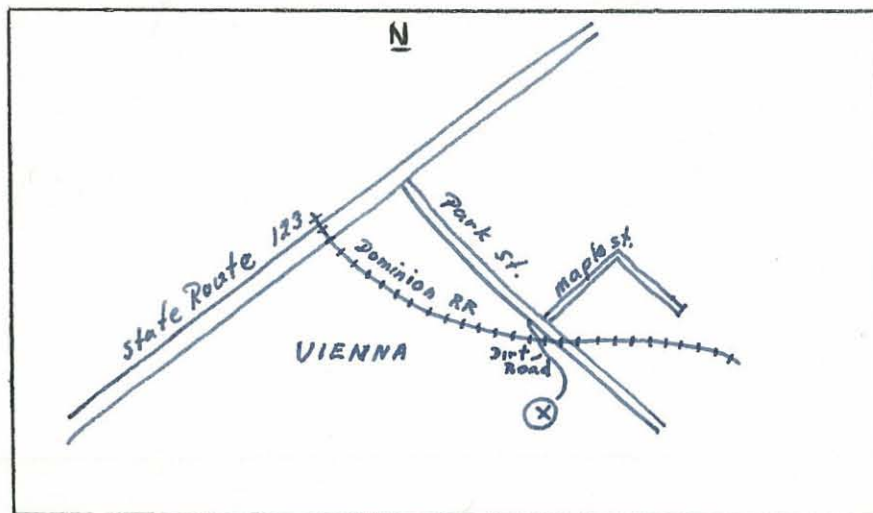 N
State Route 123
Park St.
Maple St.
Dominion RR
VIENNA
Dirt
Road
X